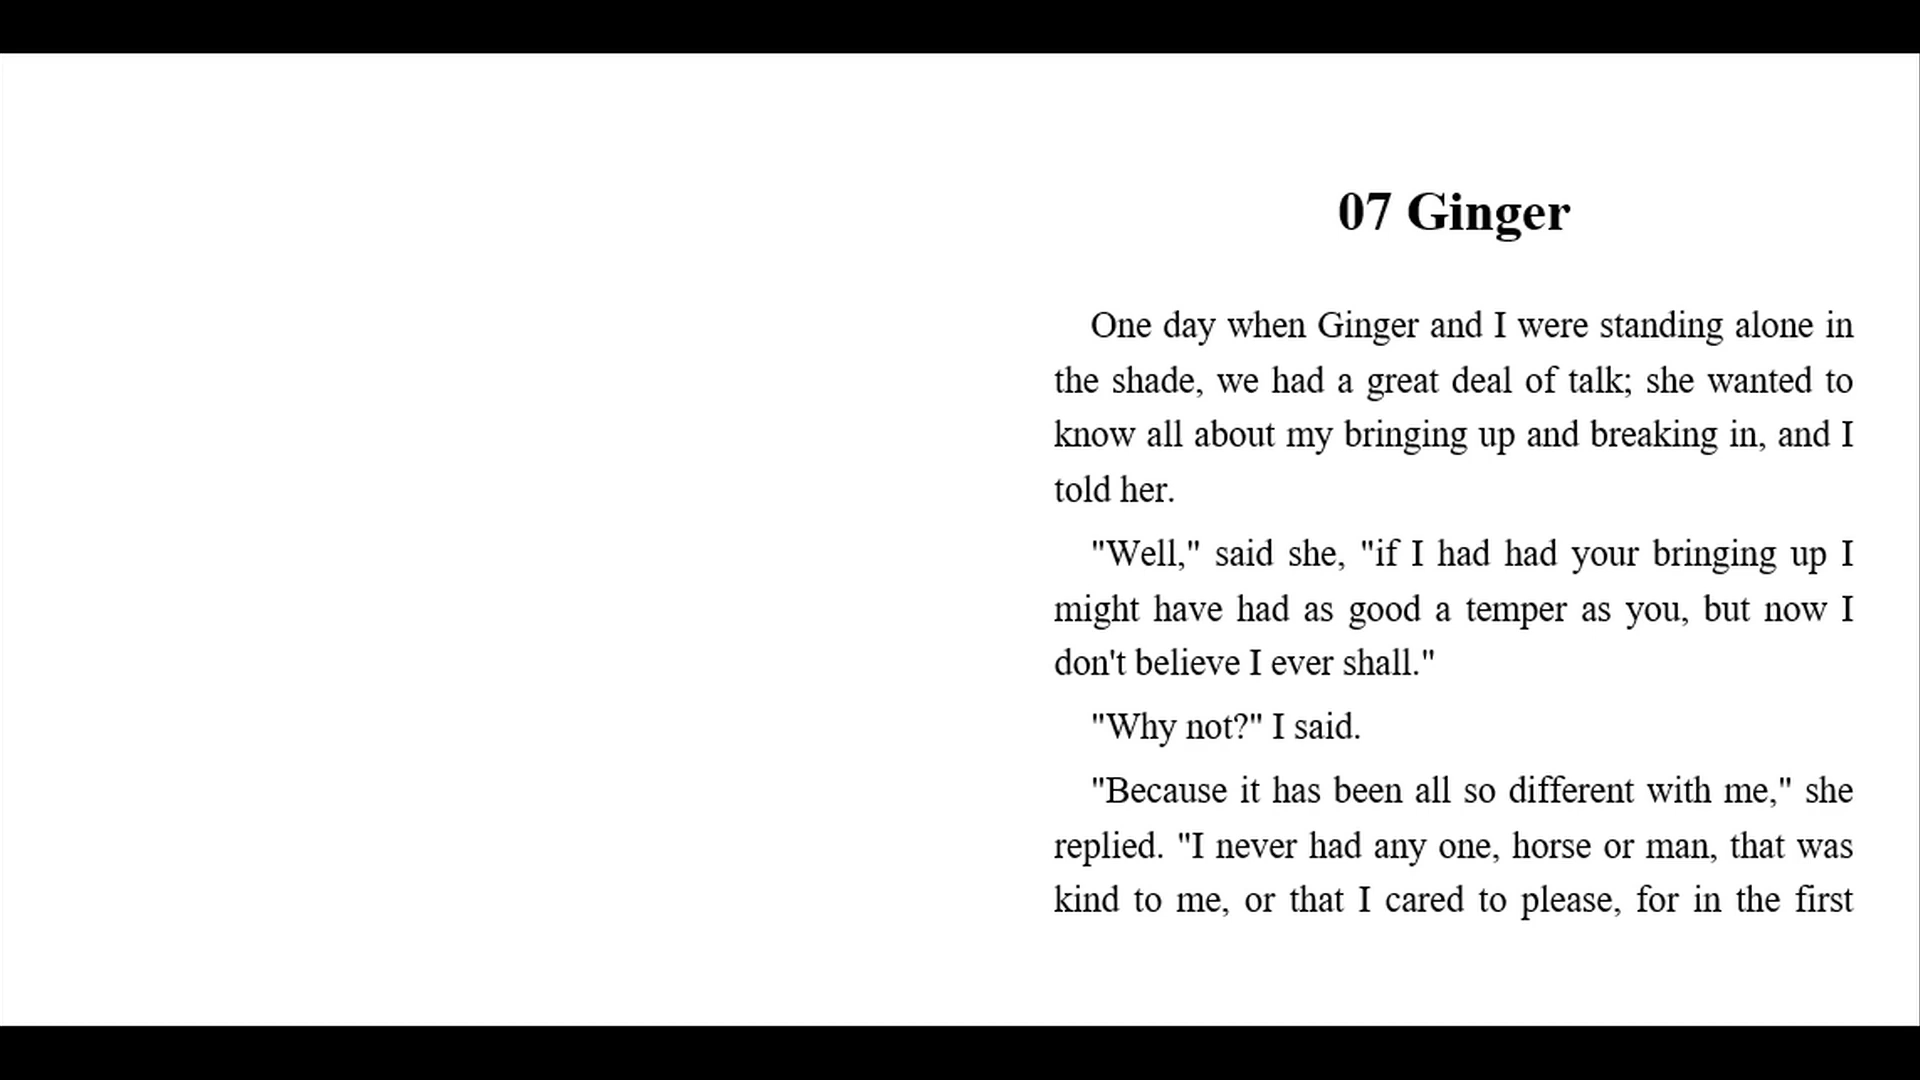 07 Ginger
One day when Ginger and I were standing alone in
the shade, we had a great deal of talk; she wanted to
know all about my bringing up and breaking in, and I
told her.
"Well," said she, "if I had had your bringing up I
might have had as good a temper as you, but now I
don't believe I ever shall."
"Why not?" I said.
"Because it has been all so different with me," she
replied. "I never had any one, horse or man, that was
kind to me, or that I cared to please, for in the first